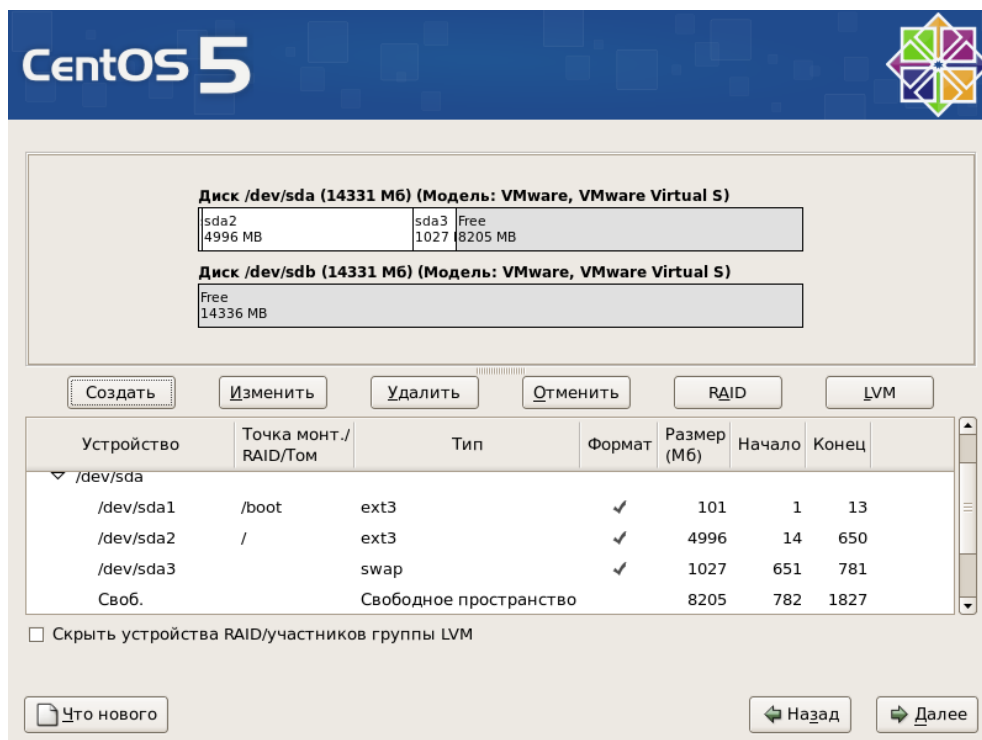 CentOS 5
Диск /dev/sda (14331 Мб) (Модель: VMware, VMware Virtual S)
sda2 sda3 Free
4996 MB 1027 8205 MB
Диск /dev/sdb (14331 Мб) (Модель: VMware, VMware Virtual S)
Free
14336 MB
Создать Изменить Удалить Отменить RAID LVM
Устройство Точка монт./ RAID/Том Тип Формат Размер (Мб) Начало Конец
/dev/sda
/dev/sda1 /boot ext3 101 1 13
/dev/sda2 / ext3 4996 14 650
/dev/sda3 swap 1027 651 781
Своб. Свободное пространство 8205 782 1827
Скрыть устройства RAID/участников группы LVM
Что нового Назад Далее